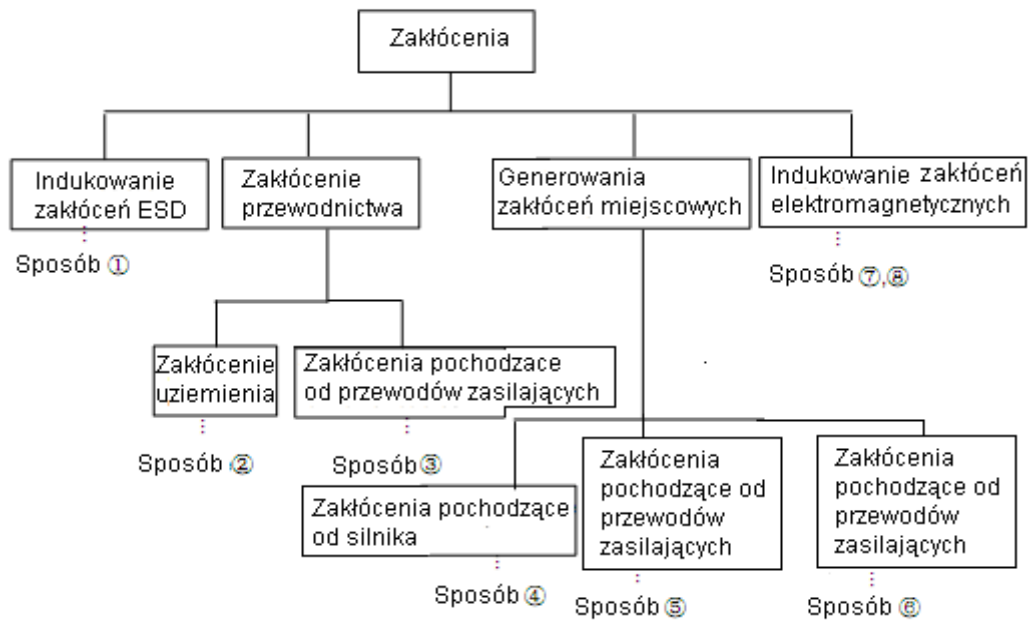 Zakłócenia
Indukowanie
zakłóceń ESD
Sposób ①
Zakłócenie
przewodnictwa
Generowania
zakłóceń miejscowych
Indukowanie zakłóceń
elektromagnetycznych
Sposób ⑦,⑧
Zakłócenie
uziemienia
Sposób ②
Zakłócenia pochodzace
od przewodów zasilających
Sposób ③
Zakłócenia pochodzące
od silnika
Sposób ④
Zakłócenia
pochodzące od
przewodów
zasilających
Sposób ⑤
Zakłócenia
pochodzące od
przewodów
zasilających
Sposób ⑥